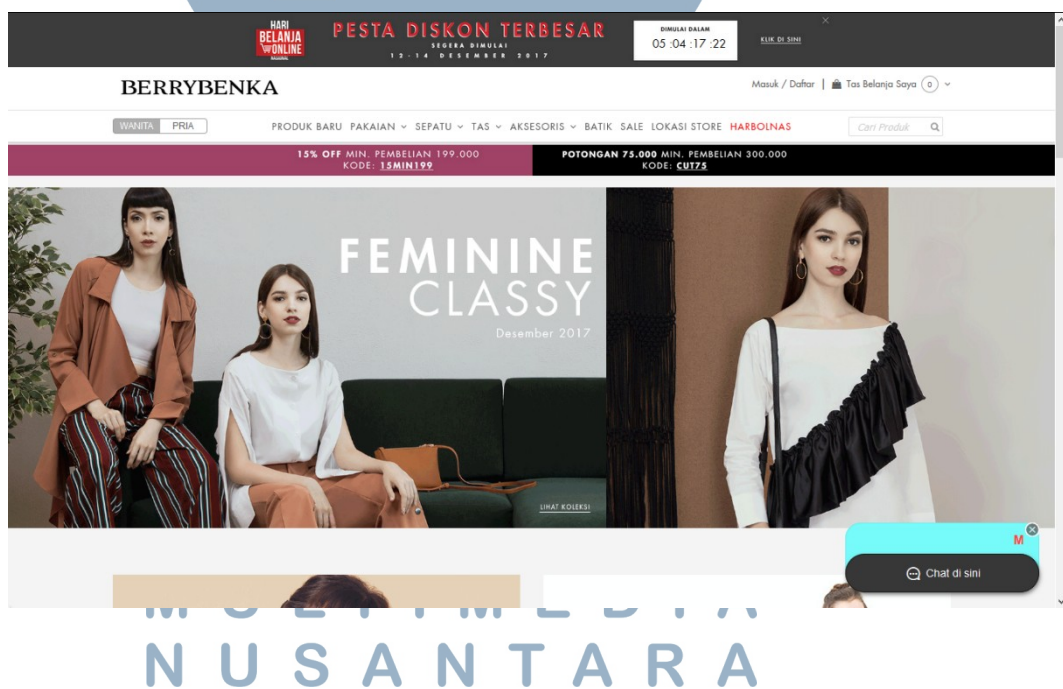 HARI
BELANJA
ONLINE
PESTA DISKON TERBESAR
SEGERA DIMULAI
12-14 DESEMBER 2017
DIMULAI DALAM
05 :04 :17 :22
KLIK DI SINI
BERRYBENKA
Masuk / Daftar | Tas Belanja Saya 0
WANITA PRIA
PRODUK BARU PAKAIAN SEPATU TAS AKSESORIS BATIK SALE LOKASI STORE HARBOLNAS
Cari Produk
15% OFF MIN. PEMBELIAN 199.000
KODE: 15MIN199
POTONGAN 75.000 MIN. PEMBELIAN 300.000
KODE: CUT75
FEMININE
CLASSY
Desember 2017
LIHAT KOLEKSI
M
Chat di sini
MULTIMEDIA
NUSANTARA